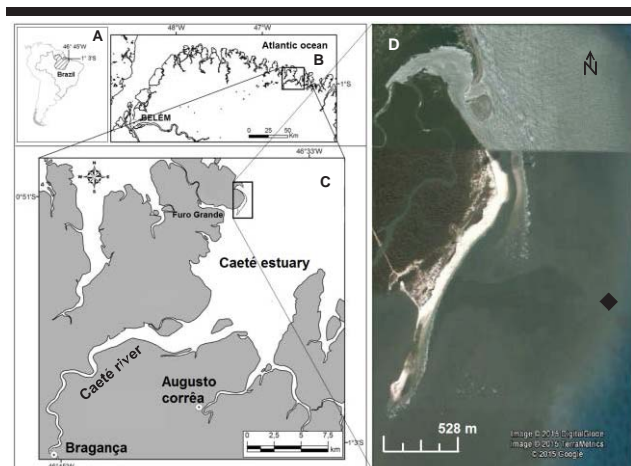 A
46° 45'W
1° 3'S
Brazil
48°
47°
Atlantic ocean
B
1°S
BELÉM
0 25 50
Km
46°33'
0°51'S
N
C
Furo Grande
Caeté estuary
Caeté river
Augusto
corrêa
Bragança
0 2.5 5 7.5
km
1°3'S
46°45'W
D
N
528 m
Image © 2015 DigitalGlobe
Image © 2015 TerraMetrics
© 2015 Google